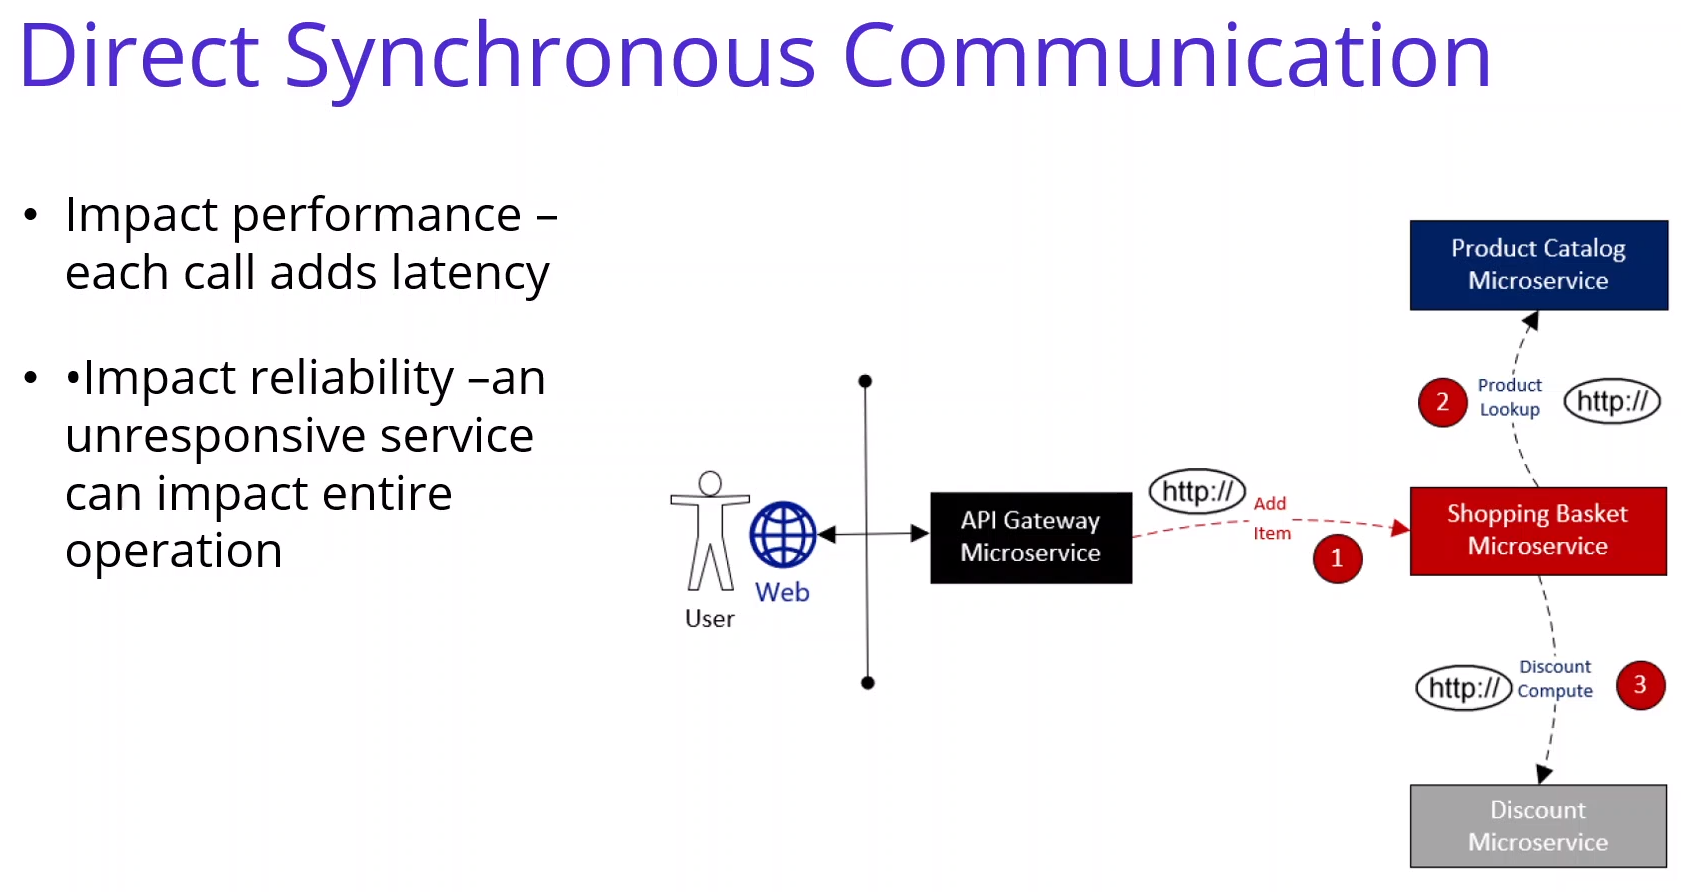 Direct Synchronous Communication
• Impact performance –
each call adds latency
• •Impact reliability –an
unresponsive service
can impact entire
operation
User
Web
API Gateway
Microservice
http://
Add
Item
1
Product Catalog
Microservice
2
Product
Lookup
http://
Shopping Basket
Microservice
http://
Discount
Compute
3
Discount
Microservice